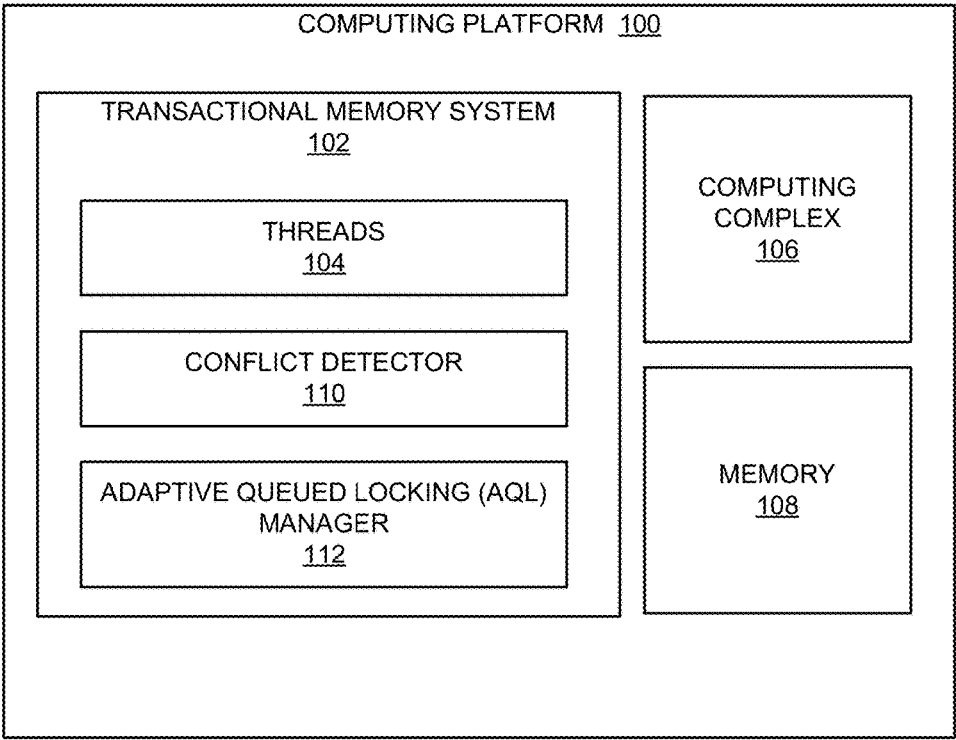 COMPUTING PLATFORM 100
TRANSACTIONAL MEMORY SYSTEM
102
THREADS
104
CONFLICT DETECTOR
110
ADAPTIVE QUEUED LOCKING (AQL)
MANAGER
112
COMPUTING
COMPLEX
106
MEMORY
108